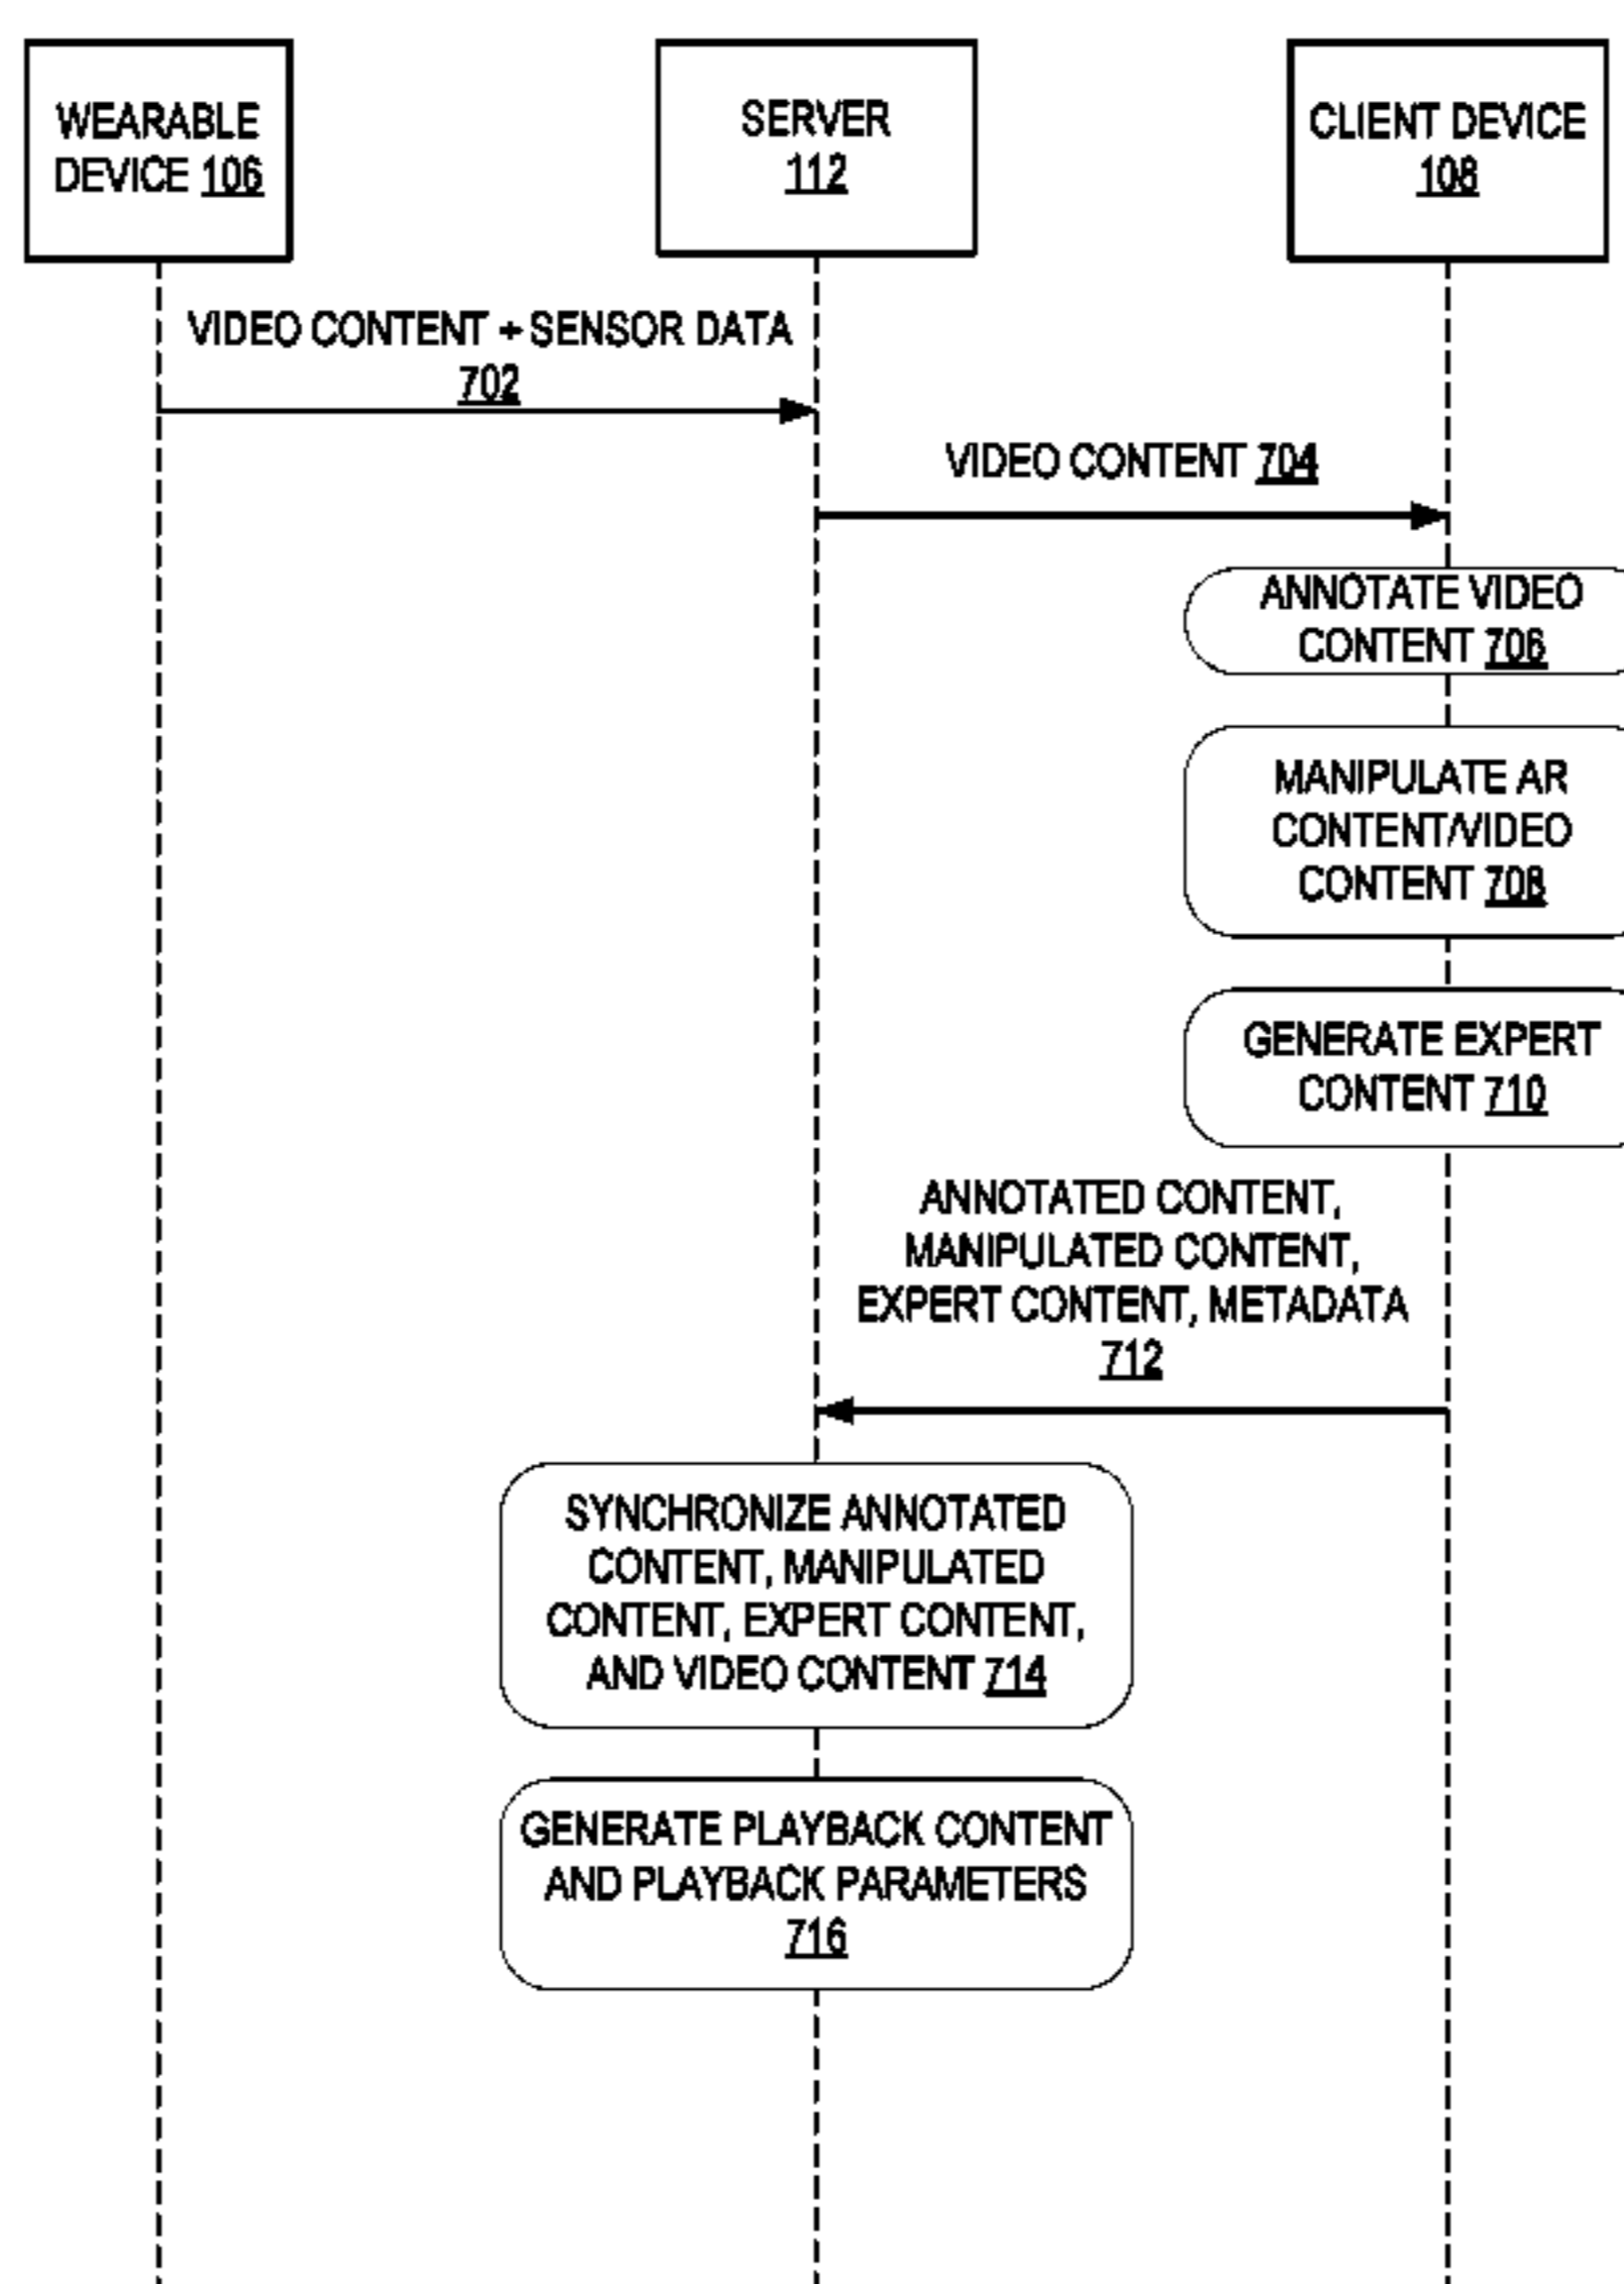 WEARABLE
DEVICE 106
SERVER
112
CLIENT DEVICE
108
VIDEO CONTENT + SENSOR DATA
702
VIDEO CONTENT 704
ANNOTATE VIDEO
CONTENT 706
MANIPULATE AR
CONTENT/VIDEO
CONTENT 708
GENERATE EXPERT
CONTENT 710
ANNOTATED CONTENT,
MANIPULATED CONTENT,
EXPERT CONTENT, METADATA
712
SYNCHRONIZE ANNOTATED
CONTENT, MANIPULATED
CONTENT, EXPERT CONTENT,
AND VIDEO CONTENT 714
GENERATE PLAYBACK CONTENT
AND PLAYBACK PARAMETERS
716